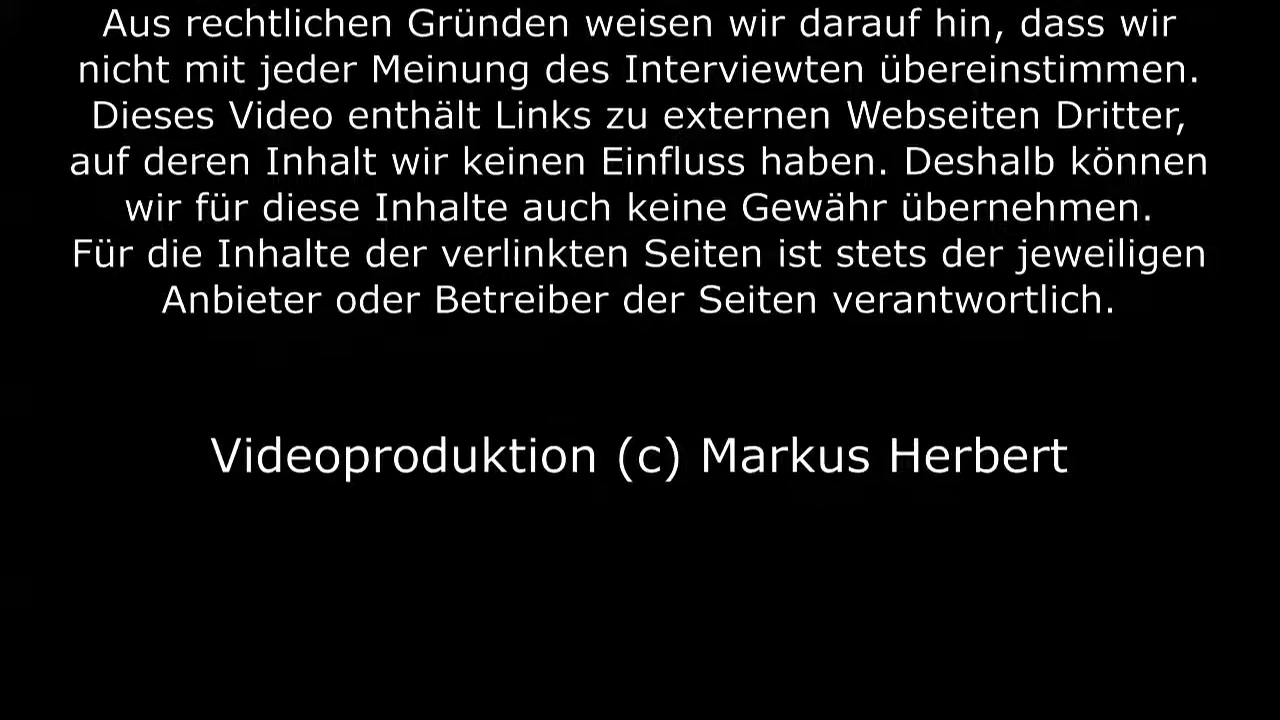 Aus rechtlichen Gründen weisen wir darauf hin, dass wir
nicht mit jeder Meinung des Interviewten übereinstimmen.
Dieses Video enthält Links zu externen Webseiten Dritter,
auf deren Inhalt wir keinen Einfluss haben. Deshalb können
wir für diese Inhalte auch keine Gewähr übernehmen.
Für die Inhalte der verlinkten Seiten ist stets der jeweiligen
Anbieter oder Betreiber der Seiten verantwortlich.
Videoproduktion (c) Markus Herbert